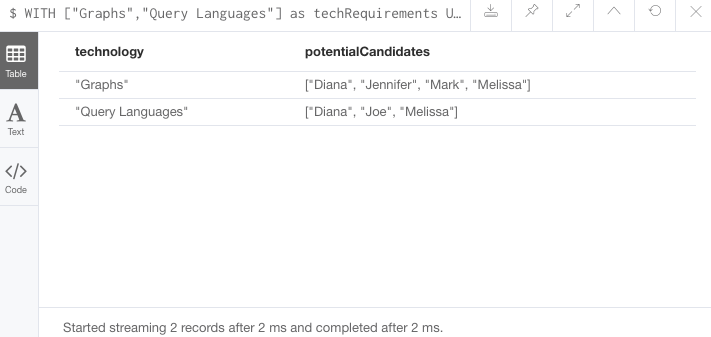 $ WITH ["Graphs","Query Languages"] as techRequirements U…
technology potentialCandidates
Table
"Graphs" ["Diana", "Jennifer", "Mark", "Melissa"]
"Query Languages" ["Diana", "Joe", "Melissa"]
A
Text
</>
Code
Started streaming 2 records after 2 ms and completed after 2 ms.